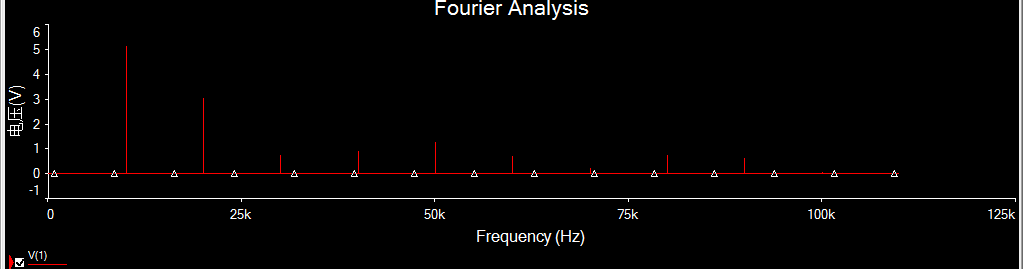 Fourier Analysis
电压(V)
6
5
4
3
2
1
0
-1
0 25k 50k 75k 100k 125k
Frequency (Hz)
V(1)